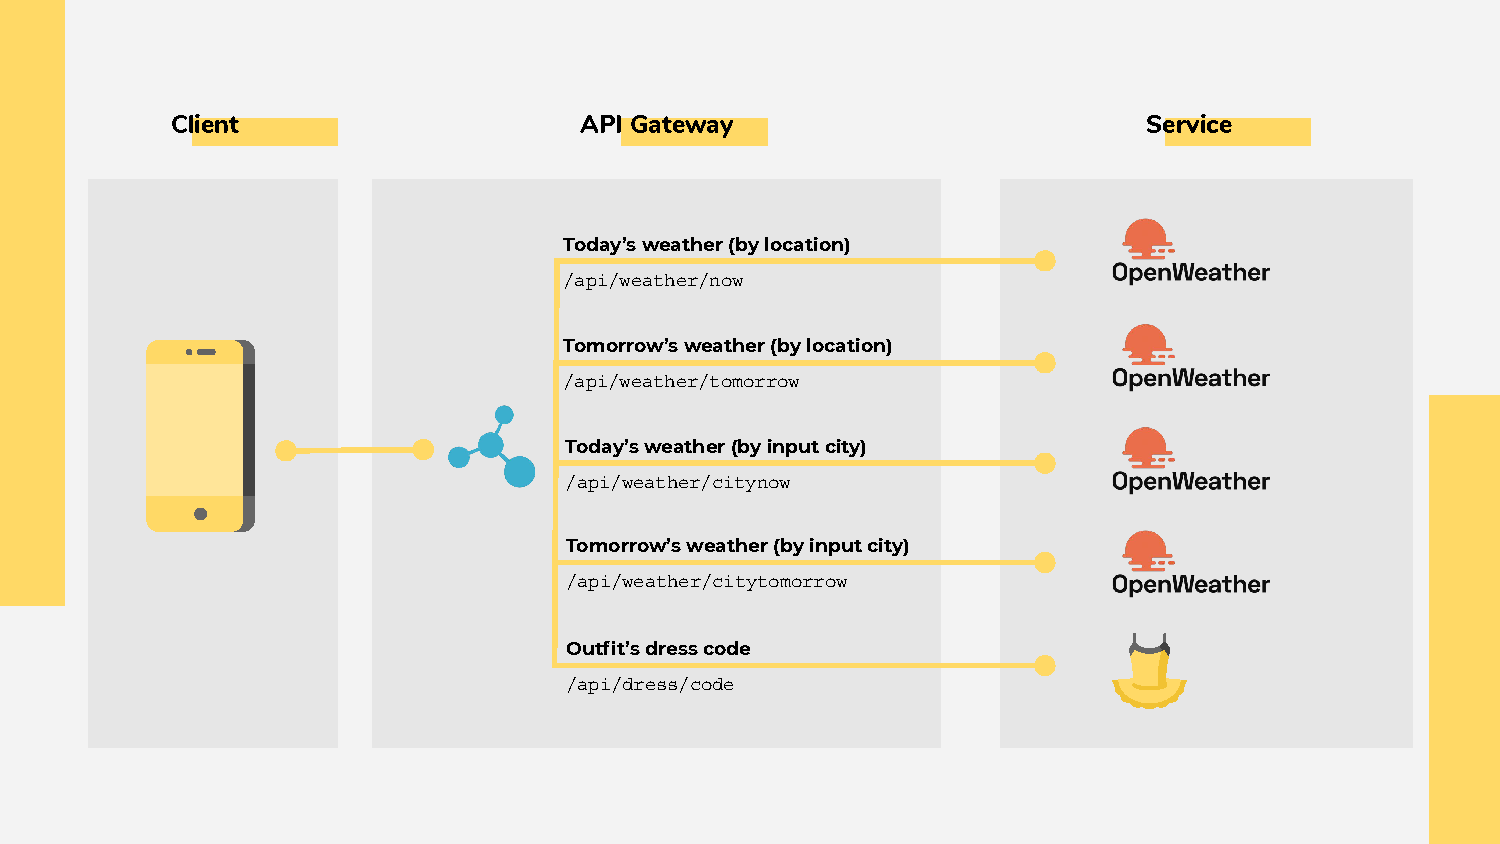 Client
API Gateway
Service
Today’s weather (by location)
/api/weather/now
OpenWeather
Tomorrow’s weather (by location)
/api/weather/tomorrow
OpenWeather
Today’s weather (by input city)
/api/weather/citynow
OpenWeather
Tomorrow’s weather (by input city)
/api/weather/citytomorrow
OpenWeather
Outfit’s dress code
/api/dress/code